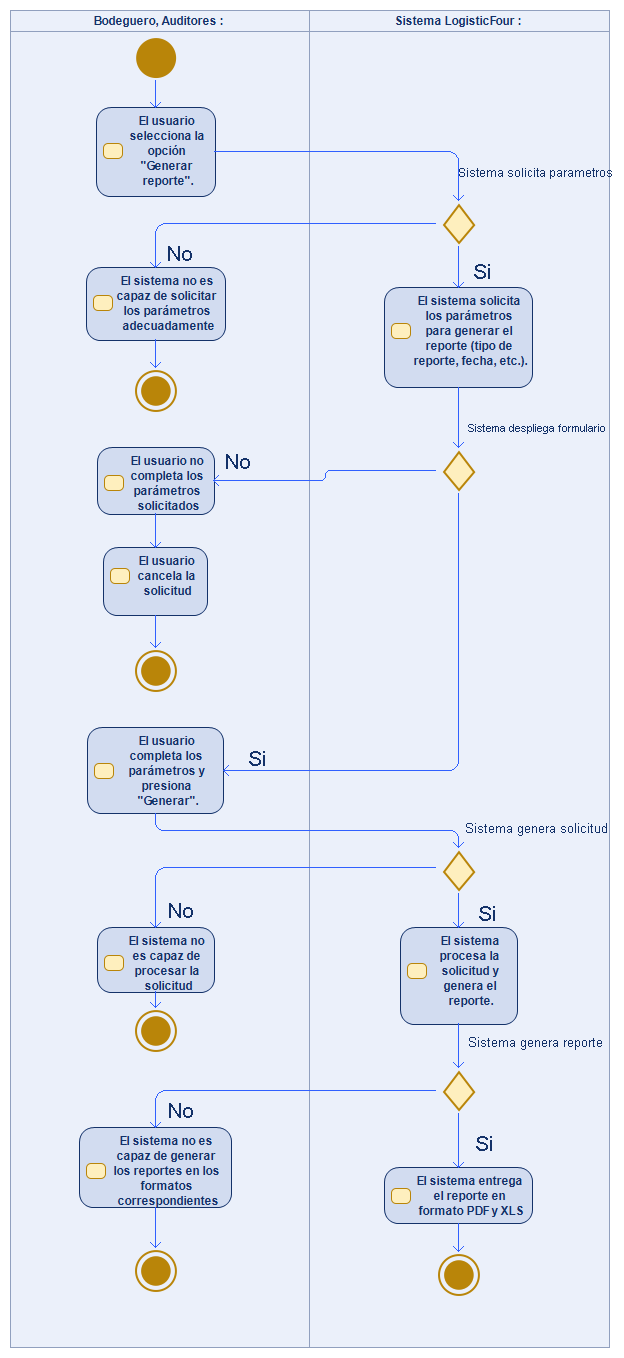 Bodeguero, Auditores :
Sistema LogisticFour :
El usuario
selecciona la
opción
"Generar
reporte".
Sistema solicita parametros
No
Si
El sistema no es
capaz de solicitar
los parámetros
adecuadamente
El sistema solicita
los parámetros
para generar el
reporte (tipo de
reporte, fecha, etc.).
Sistema despliega formulario
No
El usuario no
completa los
parámetros
solicitados
El usuario
cancela la
solicitud
El usuario
completa los
parámetros y
presiona
"Generar".
Si
Sistema genera solicitud
No
Si
El sistema no
es capaz de
procesar la
solicitud
El sistema
procesa la
solicitud y
genera el
reporte.
Sistema genera reporte
No
Si
El sistema no es
capaz de generar
los reportes en los
formatos
correspondientes
El sistema entrega
el reporte en
formato PDF y XLS